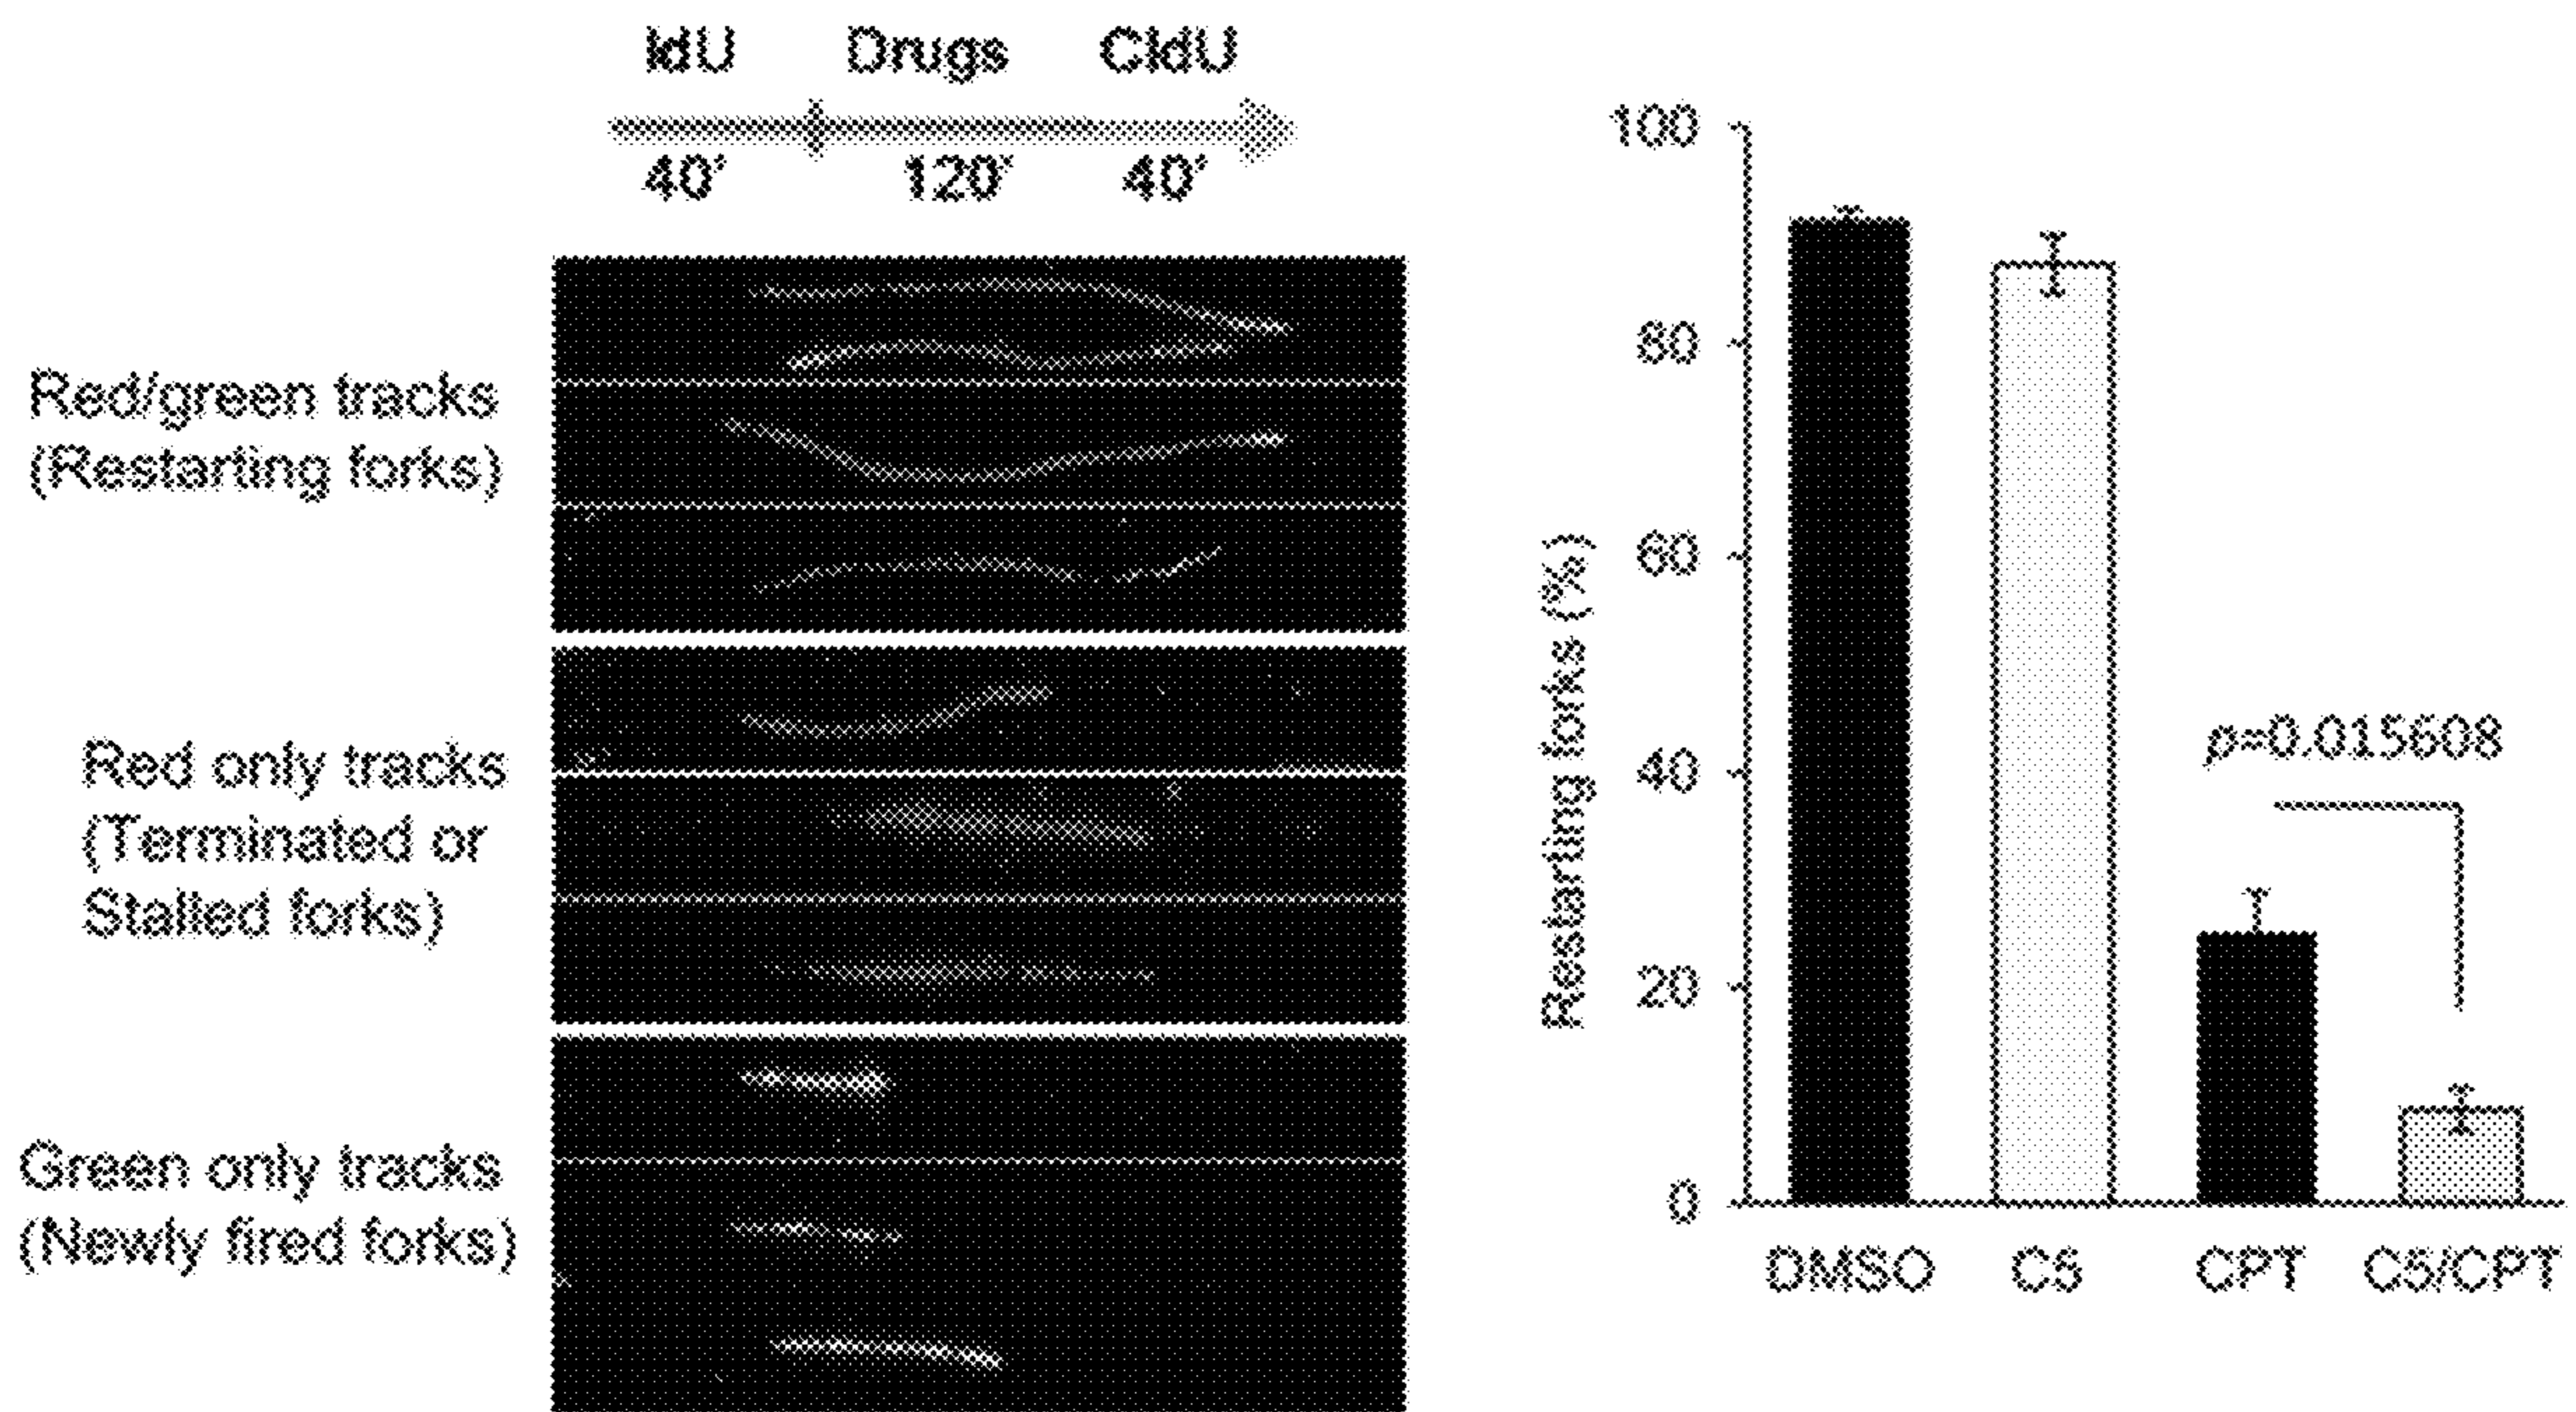 IdU Drugs CldU
40' 120' 40'
Red/green tracks
(Restarting forks)
Red only tracks
(Terminated or
Stalled forks)
Green only tracks
(Newly fired forks)
Restarting forks (%)
100
80
60
40
20
0
p=0.015608
DMSO C5 CPT C5/CPT